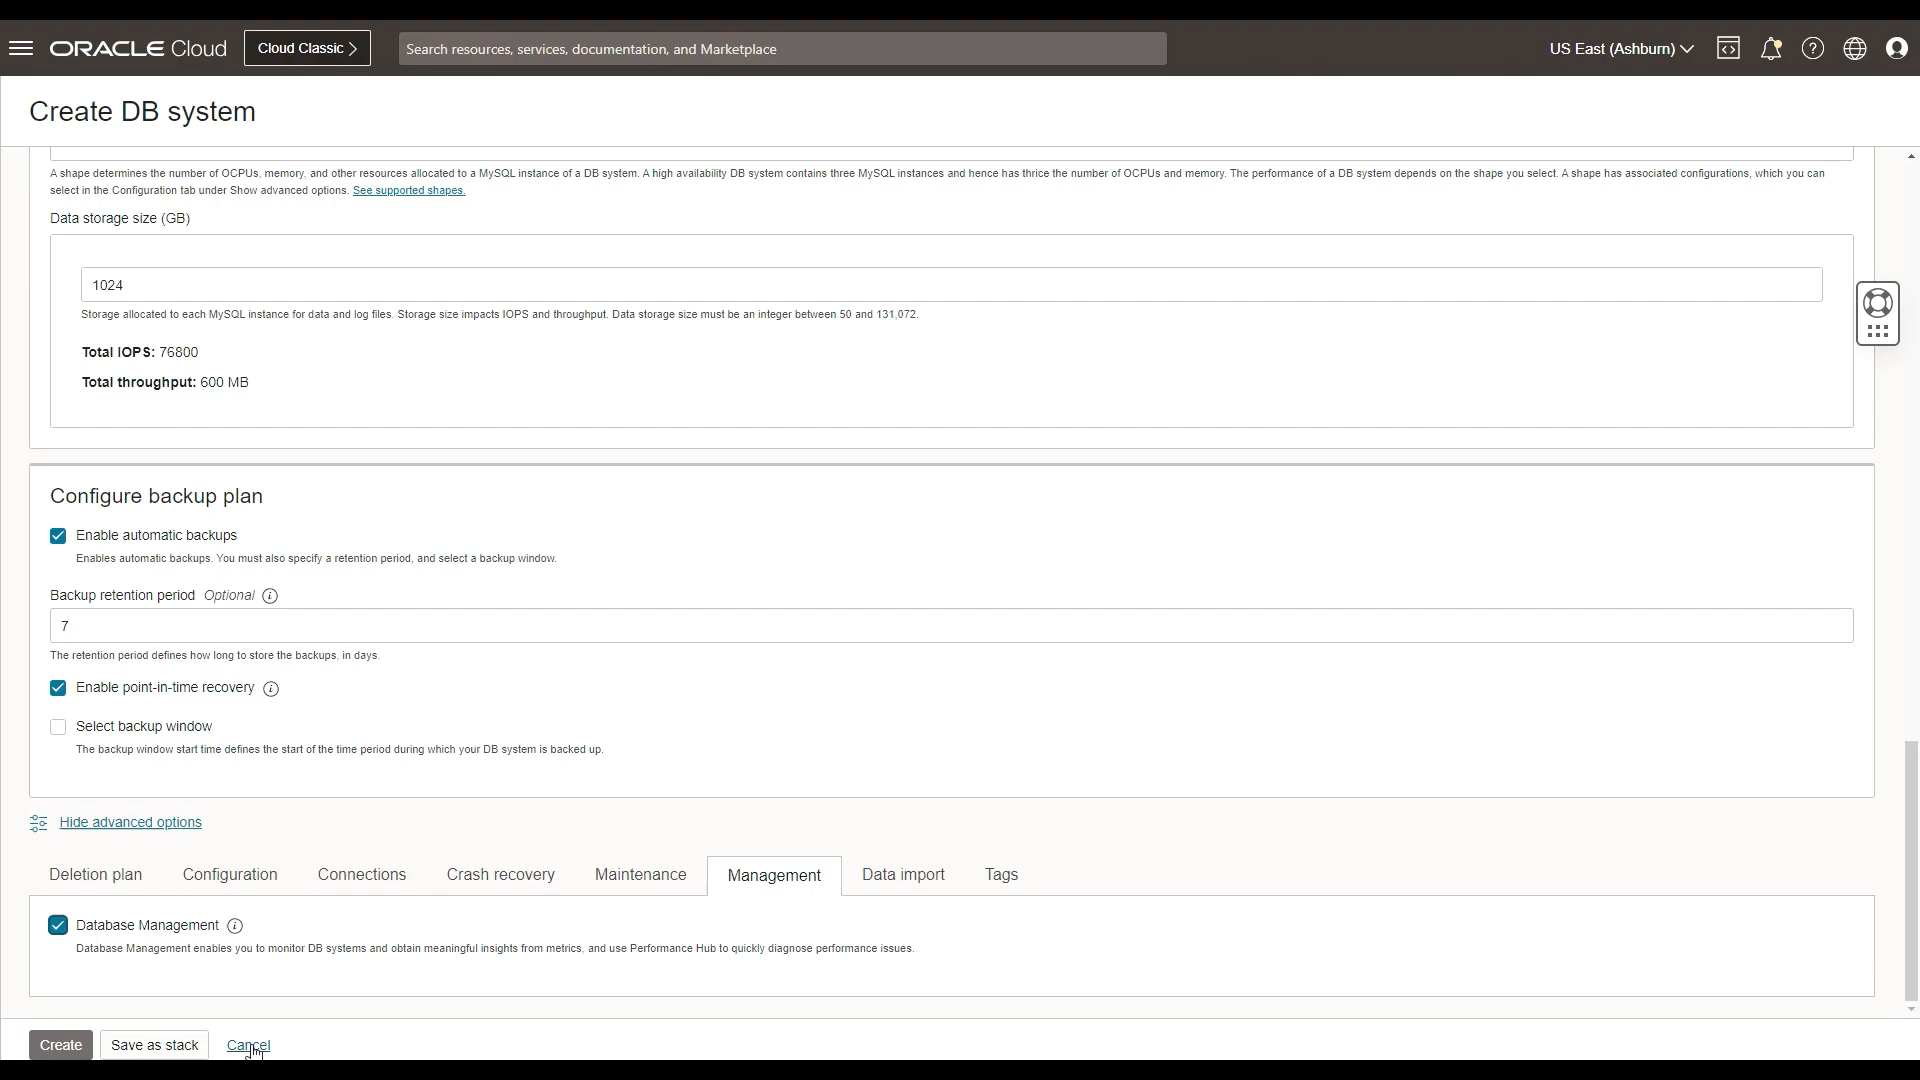 ORACLE Cloud
Cloud Classic
Search resources, services, documentation, and Marketplace
US East (Ashburn)
Create DB system
A shape determines the number of OCPUs, memory, and other resources allocated to a MySQL instance of a DB system. A high availability DB system contains three MySQL instances and hence has thrice the number of OCPUs and memory. The performance of a DB system depends on the shape you select. A shape has associated configurations, which you can
select in the Configuration tab under Show advanced options. See supported shapes.
Data storage size (GB)
1024
Storage allocated to each MySQL instance for data and log files. Storage size impacts IOPS and throughput. Data storage size must be an integer between 50 and 131,072.
Total IOPS: 76800
Total throughput: 600 MB
Configure backup plan
Enable automatic backups
Enables automatic backups. You must also specify a retention period, and select a backup window.
Backup retention period Optional
7
The retention period defines how long to store the backups, in days.
Enable point-in-time recovery
Select backup window
The backup window start time defines the start of the time period during which your DB system is backed up.
Hide advanced options
Deletion plan Configuration Connections Crash recovery Maintenance Management Data import Tags
Database Management
Database Management enables you to monitor DB systems and obtain meaningful insights from metrics, and use Performance Hub to quickly diagnose performance issues.
Create Save as stack Cancel